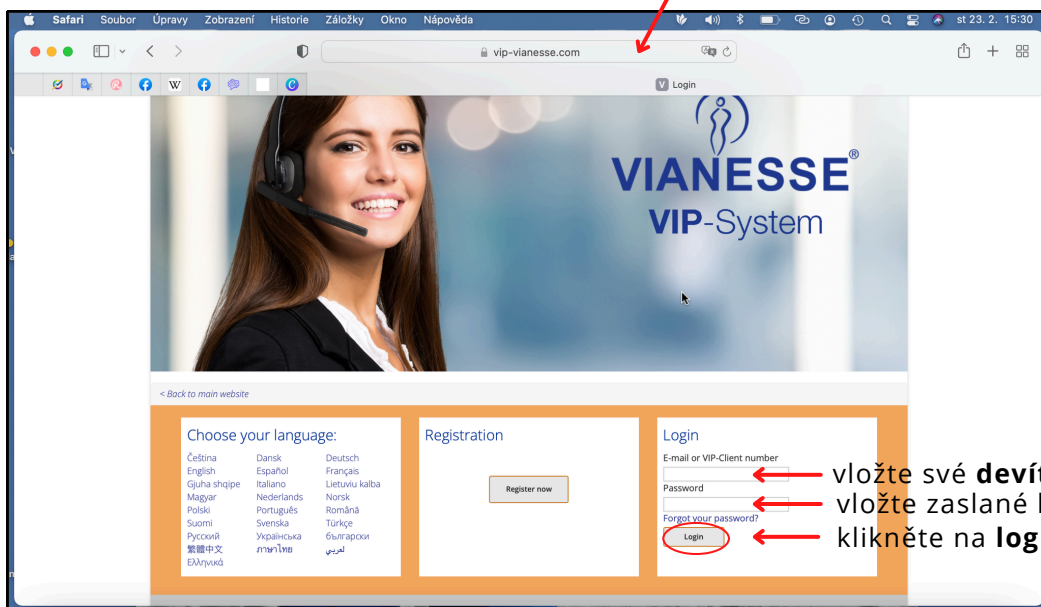 Safari Soubor Úpravy Zobrazení Historie Záložky Okno Nápověda st 23. 2. 15:30
vip-vianesse.com
V Login
VIANESSE®
VIP-System
< Back to main website
Choose your language:
Čeština Dansk Deutsch
English Español Français
Gjuha shqipe Italiano Lietuviu kalba
Magyar Nederlands Norsk
Polski Português Română
Suomi Svenska Türkçe
Русский Українська български
繁體中文 ภาษาไทย لعربي
Ελληνικά
Registration
Register now
Login
E-mail or VIP-Client number
vložte své
Password
vložte zaslané
Forgot your password?
Login
klikněte na